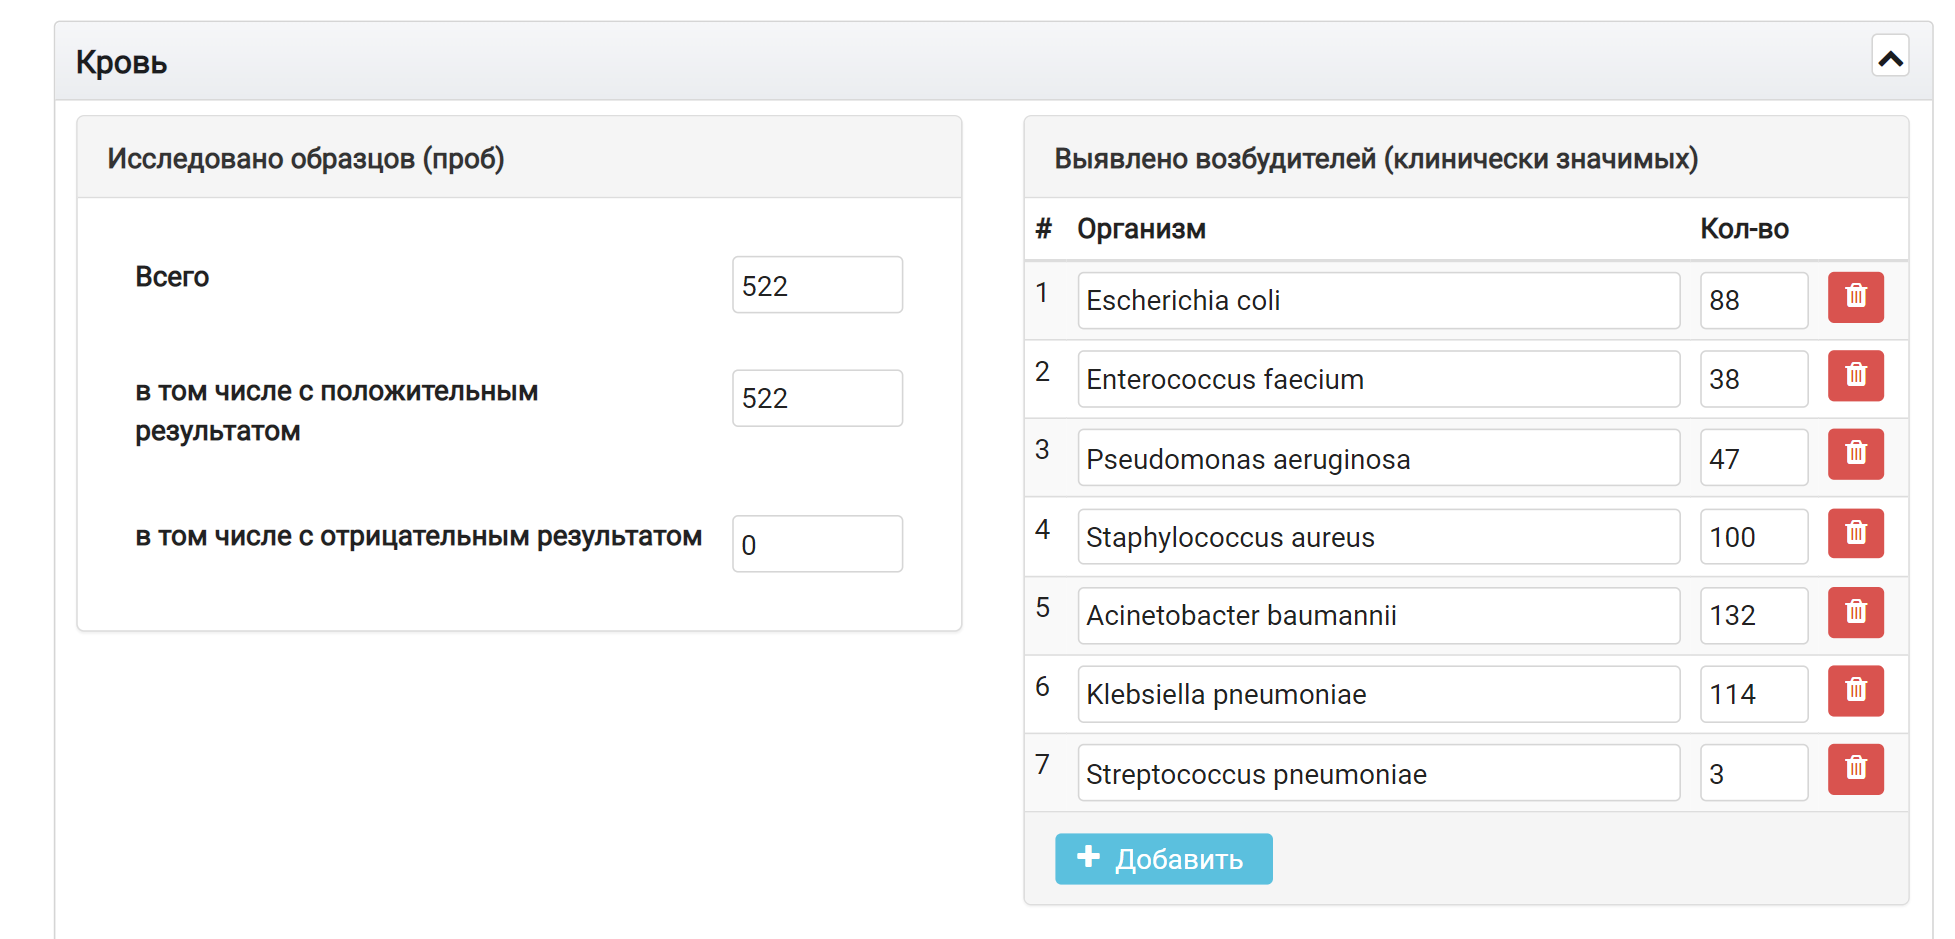 Кровь
Исследовано образцов (проб)
Всего
522
в том числе с положительным
результатом
522
в том числе с отрицательным результатом
0
Выявлено возбудителей (клинически значимых)
# Организм Кол-во
1 Escherichia coli 88
2 Enterococcus faecium 38
3 Pseudomonas aeruginosa 47
4 Staphylococcus aureus 100
5 Acinetobacter baumannii 132
6 Klebsiella pneumoniae 114
7 Streptococcus pneumoniae 3
Добавить